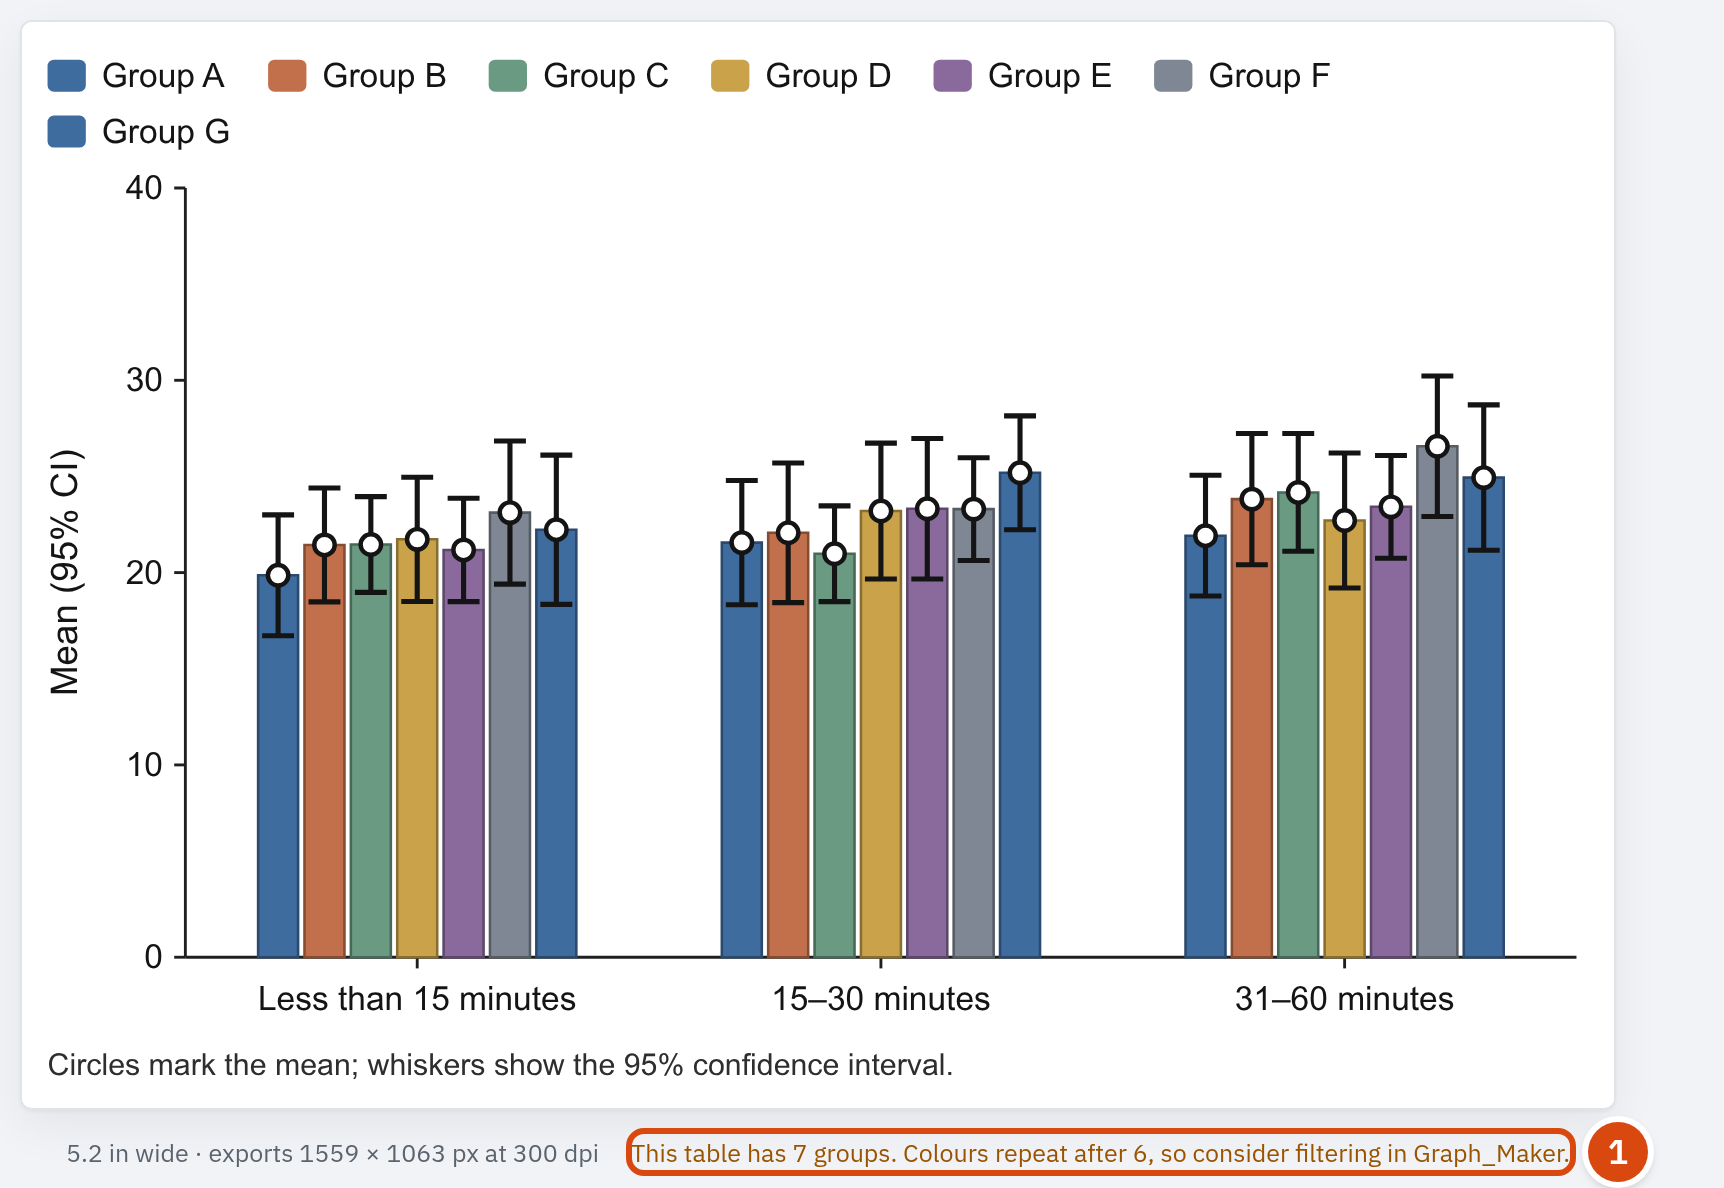 Group A Group B Group C Group D Group E Group F
Group G
40
30
20
10
0
Mean (95% CI)
Less than 15 minutes 15–30 minutes 31–60 minutes
Circles mark the mean; whiskers show the 95% confidence interval.
5.2 in wide · exports 1559 × 1063 px at 300 dpi This table has 7 groups. Colours repeat after 6, so consider filtering in Graph_Maker. 1